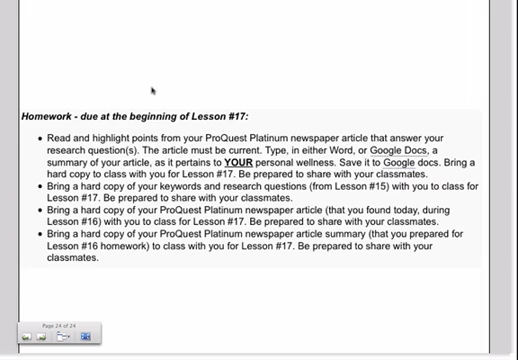 Homework - due at the beginning of Lesson #17:
Read and highlight points from your ProQuest Platinum newspaper article that answer your
research question(s). The article must be current. Type, in either Word, or Google Docs, a
summary of your article, as it pertains to YOUR personal wellness. Save it to Google docs. Bring a
hard copy to class with you for Lesson #17. Be prepared to share with your classmates.
Bring a hard copy of your keywords and research questions (from Lesson #15) with you to class for
Lesson #17. Be prepared to share with your classmates.
Bring a hard copy of your ProQuest Platinum newspaper article (that you found today, during
Lesson #16) with you to class for Lesson #17. Be prepared to share with your classmates.
Bring a hard copy of your ProQuest Platinum newspaper article summary (that you prepared for
Lesson #16 homework) to class with you for Lesson #17. Be prepared to share with your
classmates.
Page 24 of 24